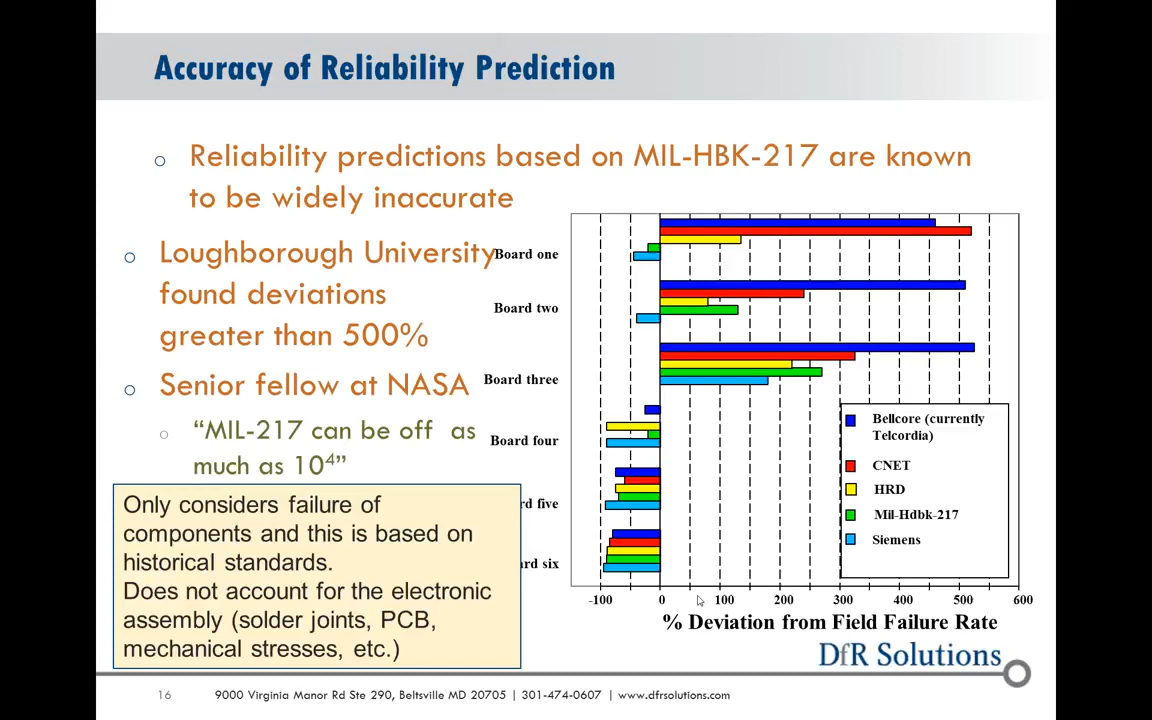 Accuracy of Reliability Prediction
Reliability predictions based on MIL-HBK-217 are known
to be widely inaccurate
Loughborough University
found deviations
greater than 500%
Senior fellow at NASA
“MIL-217 can be off as
much as 10⁴”
Only considers failure of
components and this is based on
historical standards.
Does not account for the electronic
assembly (solder joints, PCB,
mechanical stresses, etc.)
Board one
Board two
Board three
Board four
rd five
rd six
Bellcore (currently
Telcordia)
CNET
HRD
Mil-Hdbk-217
Siemens
-100 0 100 200 300 400 500 600
% Deviation from Field Failure Rate
DfR Solutions
16 9000 Virginia Manor Rd Ste 290, Beltsville MD 20705 | 301-474-0607 | www.dfrsolutions.com